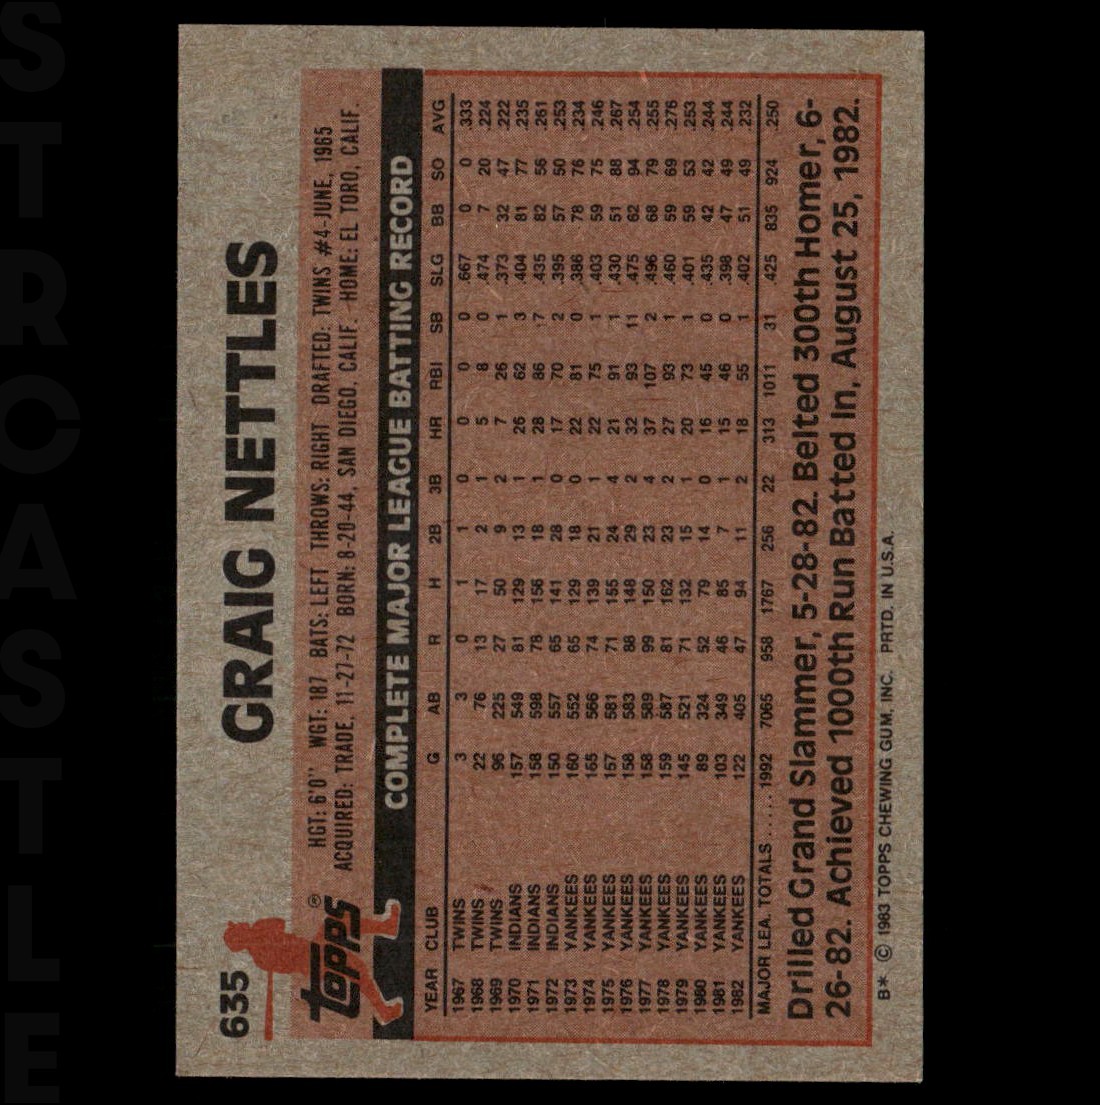 STARCASTLE
635
GRAIG NETTLES
topps®
HGT: 6'0" WGT: 187 BATS: LEFT THROWS: RIGHT DRAFTED: TWINS #4-JUNE, 1965
ACQUIRED: TRADE, 11-27-72 BORN: 8-20-44, SAN DIEGO, CALIF. HOME: EL TORO, CALIF.
COMPLETE MAJOR LEAGUE BATTING RECORD
YEAR CLUB G AB R H 2B 3B HR RBI SB SLG BB SO AVG
1967 TWINS 3 3 0 1 1 0 0 0 0 .667 0 0 .333
1968 TWINS 22 76 13 17 2 1 5 8 0 .474 7 20 .224
1969 TWINS 96 225 27 50 9 2 7 26 1 .373 32 47 .222
1970 INDIANS 157 549 81 129 13 1 26 62 3 .404 81 77 .235
1971 INDIANS 158 598 78 156 18 1 28 86 7 .435 82 56 .261
1972 INDIANS 150 557 65 141 28 0 17 70 2 .395 57 50 .253
1973 YANKEES 160 552 65 129 18 0 22 81 0 .386 78 76 .234
1974 YANKEES 165 566 74 139 21 1 22 75 1 .403 59 75 .246
1975 YANKEES 157 581 71 155 24 4 21 91 1 .430 51 88 .267
1976 YANKEES 158 583 88 148 29 2 32 93 11 .475 62 94 .254
1977 YANKEES 158 589 99 150 23 4 37 107 2 .496 68 79 .255
1978 YANKEES 159 587 81 162 23 2 27 93 1 .460 59 69 .276
1979 YANKEES 145 521 71 132 15 1 20 73 1 .401 59 53 .253
1980 YANKEES 89 324 52 79 14 0 16 45 0 .435 42 42 .244
1981 YANKEES 103 349 46 85 7 1 15 46 0 .398 47 49 .244
1982 YANKEES 122 405 47 94 11 2 18 55 1 .402 51 49 .232
MAJOR LEA. TOTALS ..... 1992 7065 958 1767 256 22 313 1011 31 .425 835 924 .250
Drilled Grand Slammer, 5-28-82. Belted 300th Homer, 6-
26-82. Achieved 1000th Run Batted In, August 25, 1982.
B* © 1983 TOPPS CHEWING GUM, INC. PRTD. IN U.S.A.